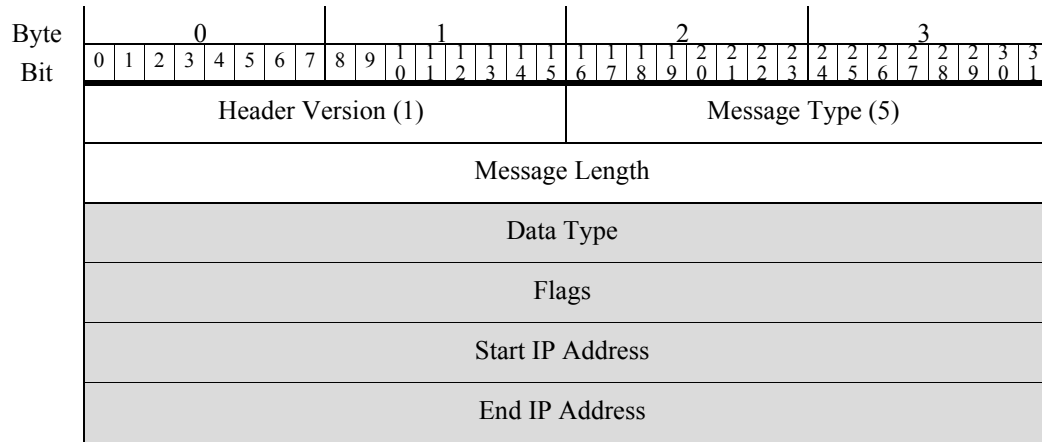 Byte 0 1 2 3
Bit 0 1 2 3 4 5 6 7 8 9 10 11 12 13 14 15 16 17 18 19 20 21 22 23 24 25 26 27 28 29 30 31
Header Version (1) Message Type (5)
Message Length
Data Type
Flags
Start IP Address
End IP Address